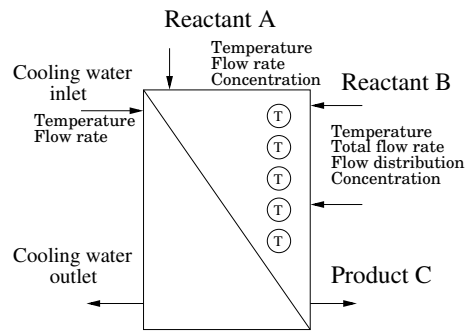 Reactant A
Temperature
Flow rate
Concentration
Cooling water
inlet
Temperature
Flow rate
Reactant B
Temperature
Total flow rate
Flow distribution
Concentration
T
T
T
T
T
Cooling water
outlet
Product C